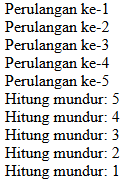 Perulangan ke-1
Perulangan ke-2
Perulangan ke-3
Perulangan ke-4
Perulangan ke-5
Hitung mundur: 5
Hitung mundur: 4
Hitung mundur: 3
Hitung mundur: 2
Hitung mundur: 1